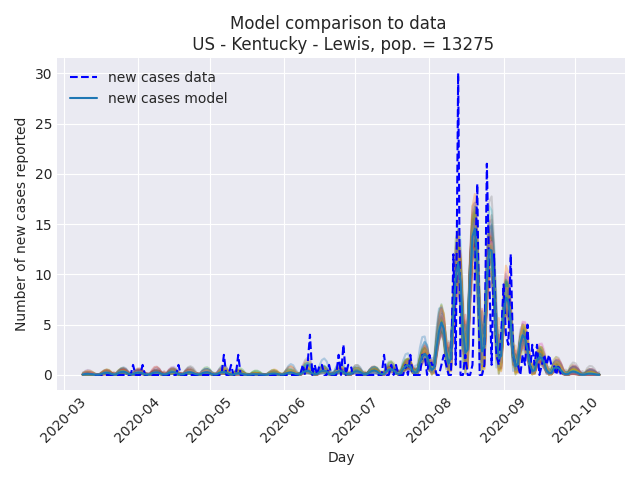 Model comparison to data
US - Kentucky - Lewis, pop. = 13275
new cases data
new cases model
Number of new cases reported
30
25
20
15
10
5
0
2020-03
2020-04
2020-05
2020-06
2020-07
2020-08
2020-09
2020-10
Day